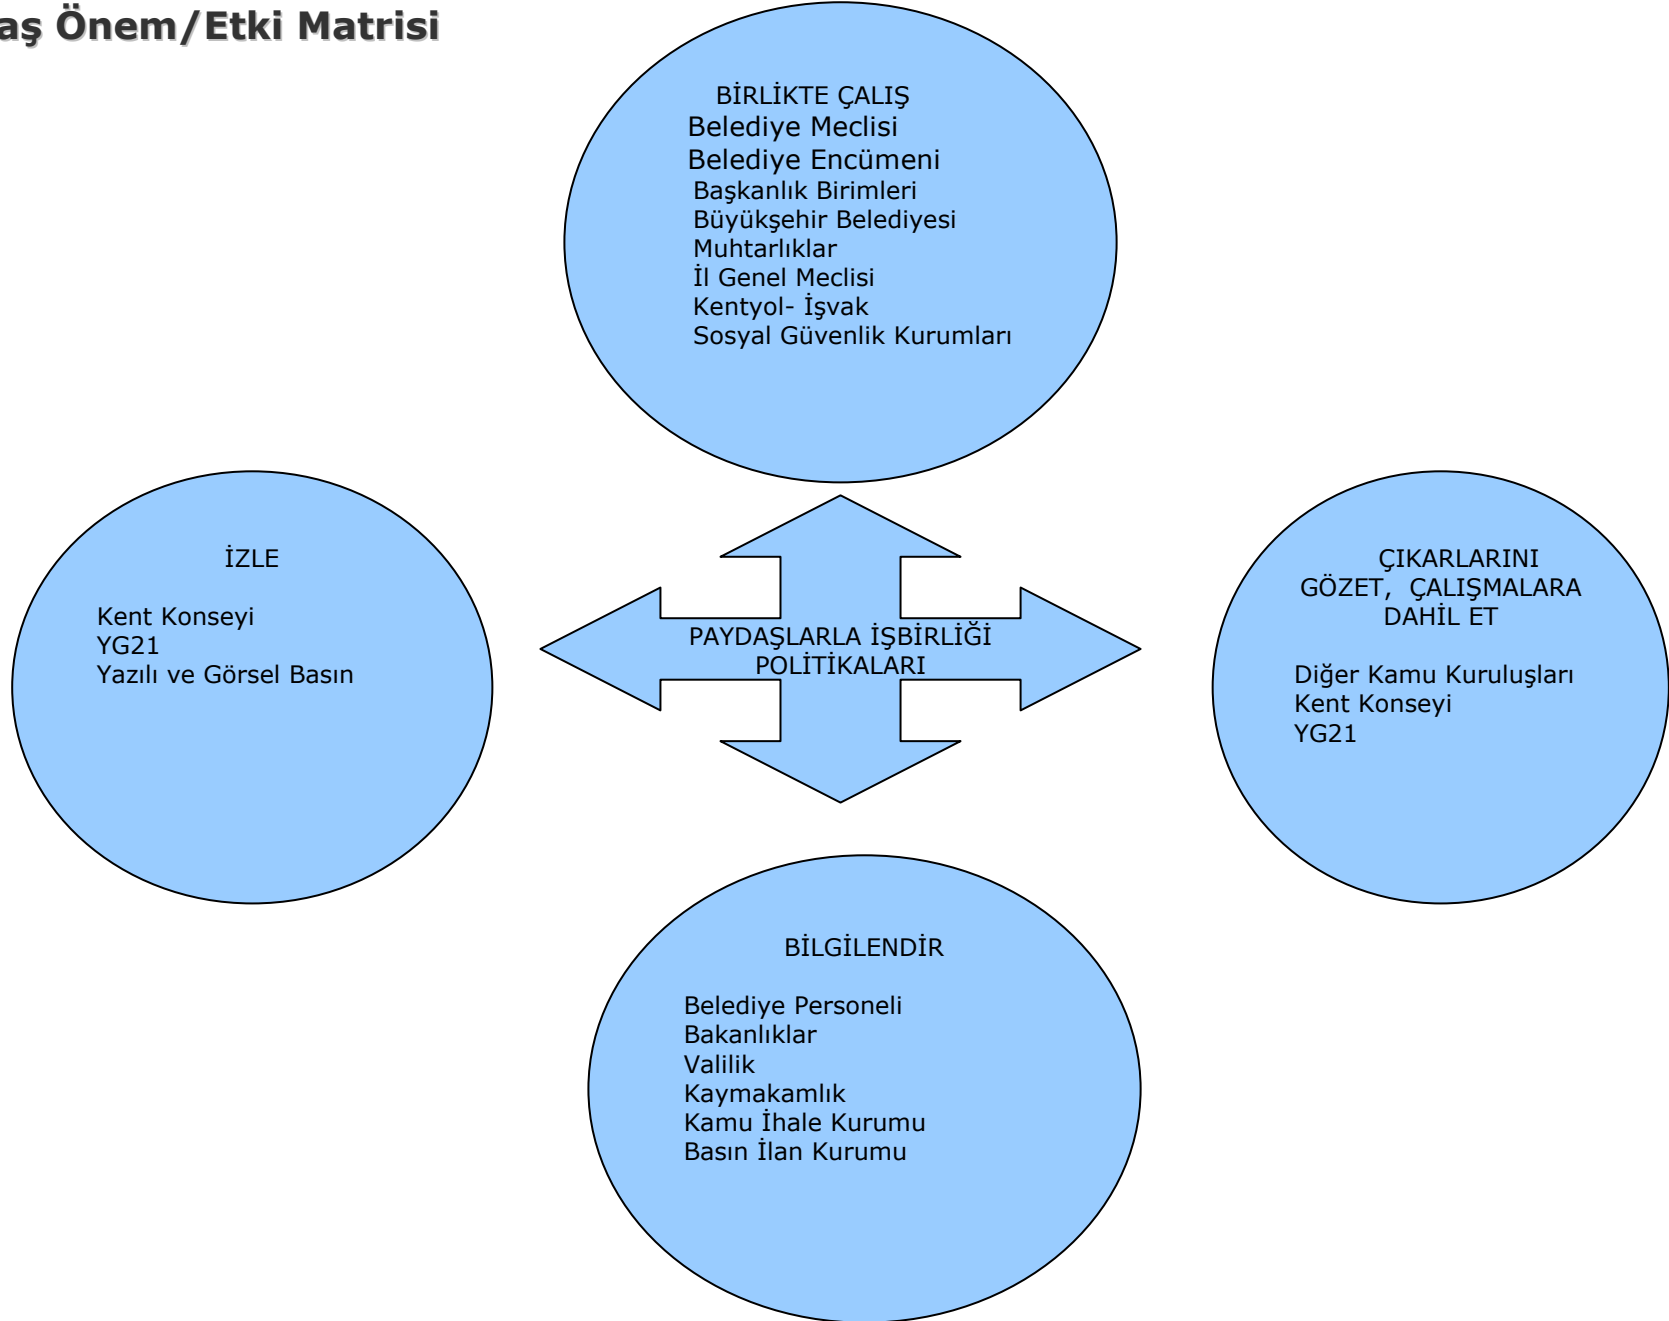 aş Önem/Etki Matrisi
BİRLİKTE ÇALIŞ
Belediye Meclisi
Belediye Encümeni
Başkanlık Birimleri
Büyükşehir Belediyesi
Muhtarlıklar
İl Genel Meclisi
Kentyol- İşvak
Sosyal Güvenlik Kurumları
İZLE
Kent Konseyi
YG21
Yazılı ve Görsel Basın
PAYDAŞLARLA İŞBİRLİĞİ
POLİTİKALARI
ÇIKARLARINI
GÖZET, ÇALIŞMALARA
DAHİL ET
Diğer Kamu Kuruluşları
Kent Konseyi
YG21
BİLGİLENDİR
Belediye Personeli
Bakanlıklar
Valilik
Kaymakamlık
Kamu İhale Kurumu
Basın İlan Kurumu